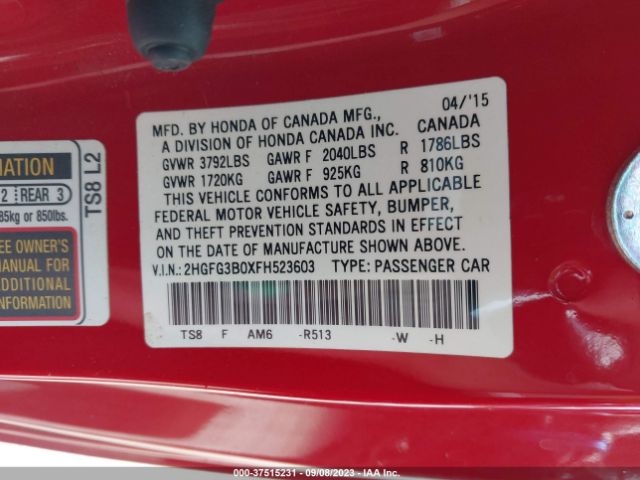 04/'15
MFD. BY HONDA OF CANADA MFG.,
A DIVISION OF HONDA CANADA INC. CANADA
GVWR 3792LBS GAWR F 2040LBS R 1786LBS
GVWR 1720KG GAWR F 925KG R 810KG
THIS VEHICLE CONFORMS TO ALL APPLICABLE
FEDERAL MOTOR VEHICLE SAFETY, BUMPER,
AND THEFT PREVENTION STANDARDS IN EFFECT
ON THE DATE OF MANUFACTURE SHOWN ABOVE.
V.I.N.: 2HGFG3B0XFH523603 TYPE: PASSENGER CAR
TS8 F AM6 -R513 -W -H
MATION
2 REAR 3
85kg or 850lbs.
EE OWNER'S
MANUAL FOR
ADDITIONAL
TS8 L2
000-37515231 - 09/08/2023 - IAA Inc.